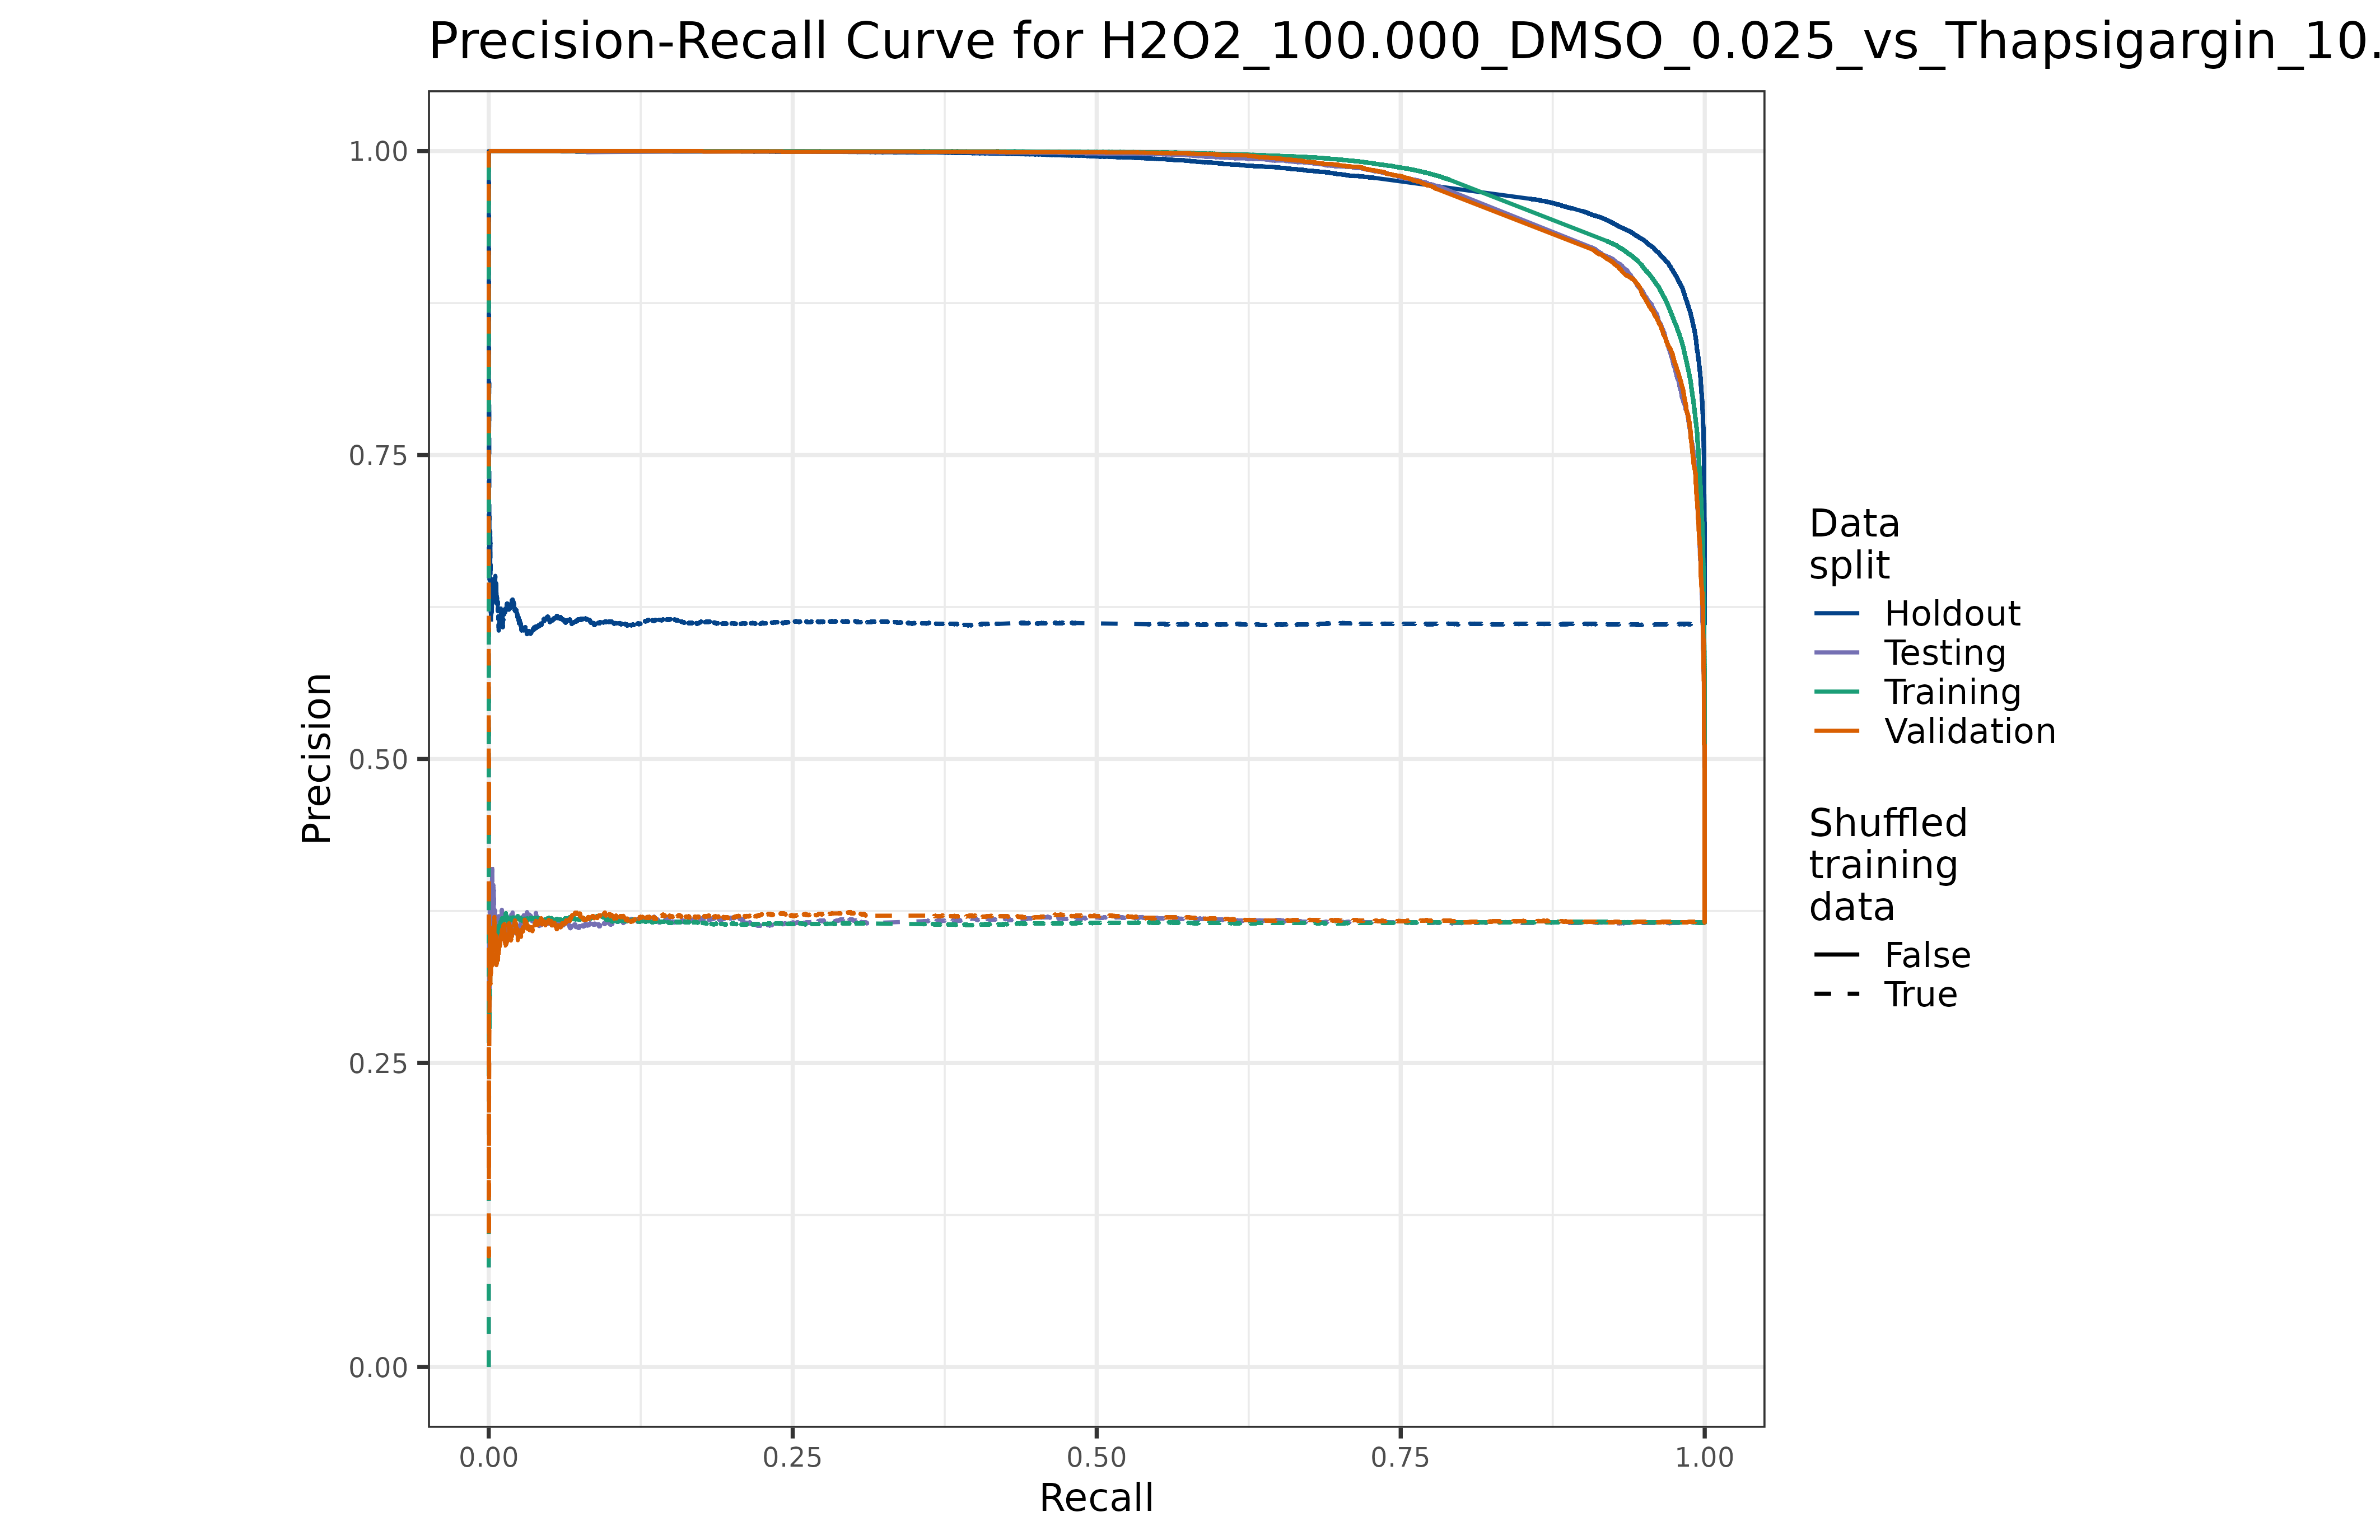 Precision-Recall Curve for H2O2_100.000_DMSO_0.025_vs_Thapsigargin_10.
1.00
0.75
0.50
0.25
0.00
Precision
0.00 0.25 0.50 0.75 1.00
Recall
Data
split
Holdout
Testing
Training
Validation
Shuffled
training
data
False
True